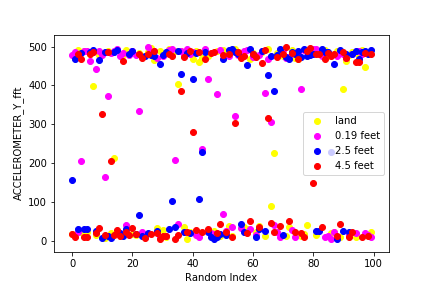 500
400
300
200
100
0
ACCELEROMETER_Y_fft
land
0.19 feet
2.5 feet
4.5 feet
0 20 40 60 80 100
Random Index